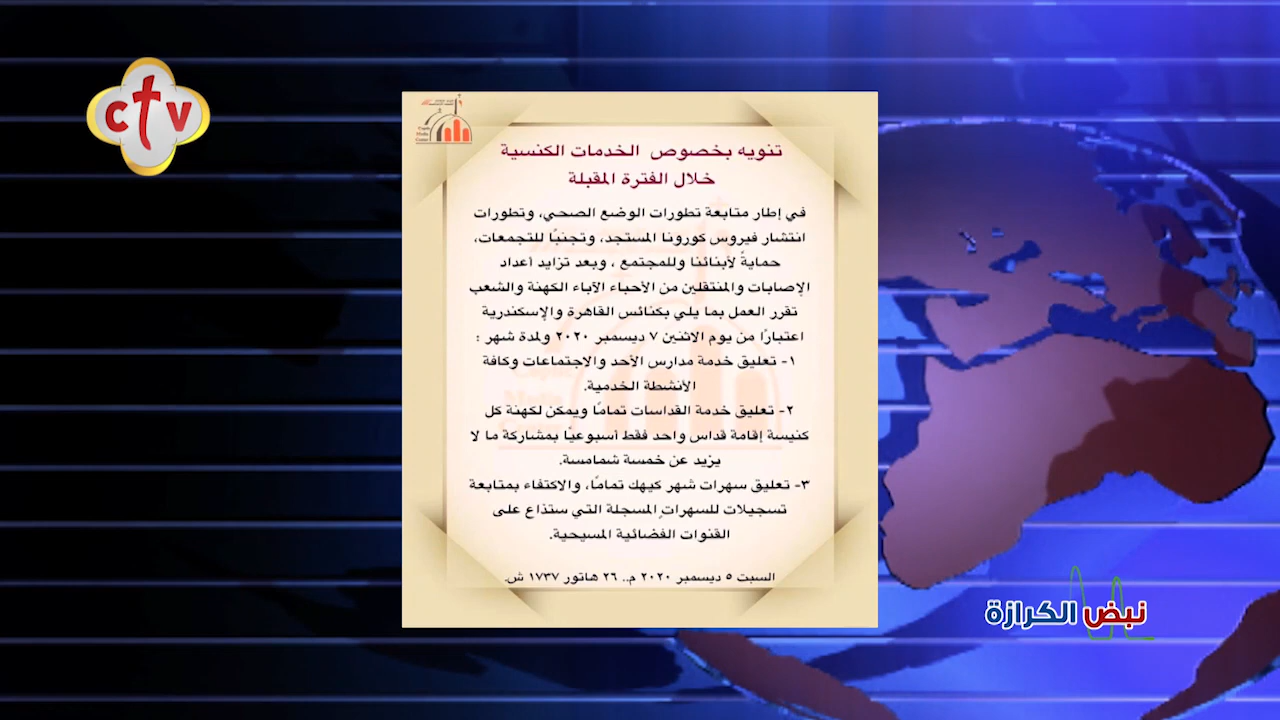 ctv
تنويه بخصوص الخدمات الكنسية
خلال الفترة المقبلة
في إطار متابعة تطورات الوضع الصحي، وتطورات
انتشار فيروس كورونا المستجد، وتجنبًا للتجمعات،
حمايةً لأبنائنا وللمجتمع ، وبعد تزايد أعداد
الإصابات والمنتقلين من الأحباء الآباء الكهنة والشعب
تقرر العمل بما يلي بكنائس القاهرة والإسكندرية
اعتبارًا من يوم الاثنين ٧ ديسمبر ٢٠٢٠ ولمدة شهر :
١- تعليق خدمة مدارس الأحد والاجتماعات وكافة
الأنشطة الخدمية.
٢- تعليق خدمة القداسات تمامًا ويمكن لكهنة كل
كنيسة إقامة قداس واحد فقط أسبوعيًا بمشاركة ما لا
يزيد عن خمسة شمامسة.
٣- تعليق سهرات شهر كيهك تمامًا، والاكتفاء بمتابعة
تسجيلات للسهراتٍ المسجلة التي ستذاع على
القنوات الفضائية المسيحية.
السبت ٥ ديسمبر ٢٠٢٠ م.. ٢٦ هاتور ١٧٣٧ ش.
نبض الكرازة